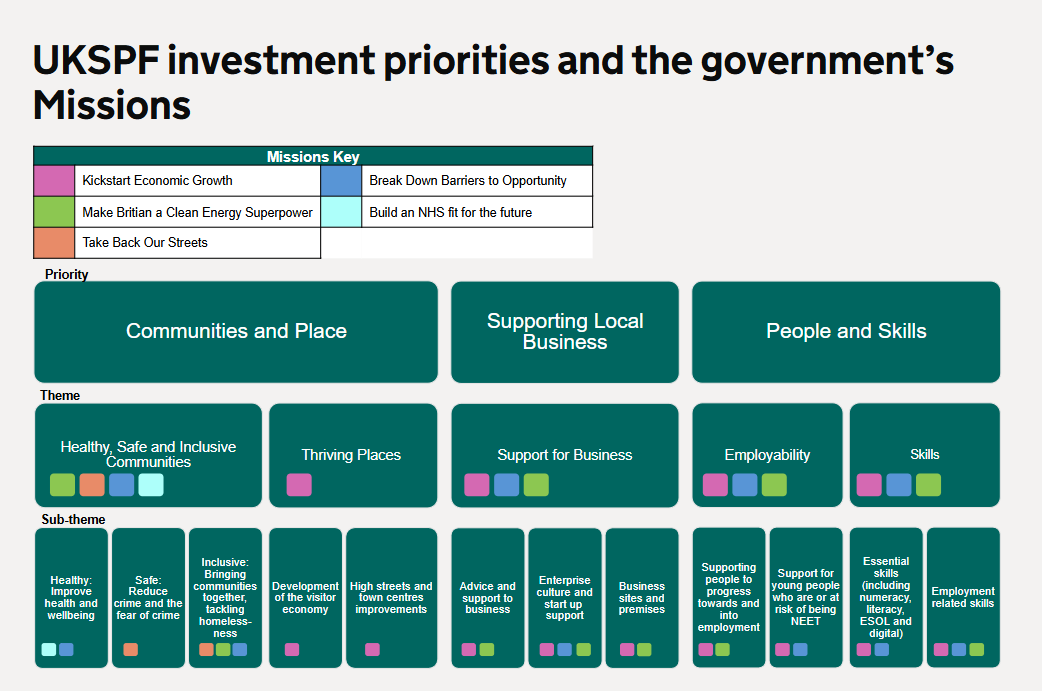 UKSPF investment priorities and the government’s
Missions
Missions Key
Kickstart Economic Growth
Break Down Barriers to Opportunity
Make Britian a Clean Energy Superpower
Build an NHS fit for the future
Take Back Our Streets
Priority
Communities and Place
Supporting Local
Business
People and Skills
Theme
Healthy, Safe and Inclusive
Communities
Thriving Places
Support for Business
Employability
Skills
Sub-theme
Healthy:
Improve
health and
wellbeing
Safe:
Reduce
crime and the
fear of crime
Inclusive:
Bringing
communities
together,
tackling
homeless-
ness
Development
of the visitor
economy
High streets and
town centres
improvements
Advice and
support to
business
Enterprise
culture and
start up
support
Business
sites and
premises
Supporting
people to
progress
towards and
into
employment
Support for
young people
who are or at
risk of being
NEET
Essential
skills
(including
numeracy,
literacy,
ESOL and
digital)
Employment
related skills